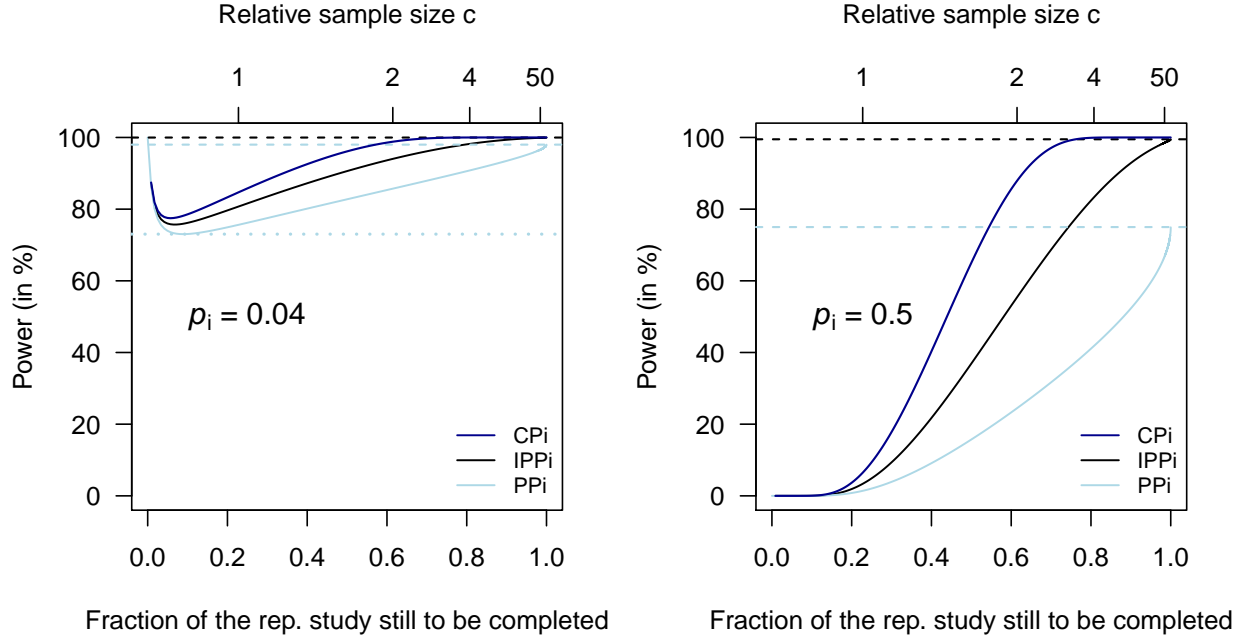 Relative sample size c
1 2 4 50
Power (in %)
100
80
60
40
20
0
pi = 0.04
CPi
IPPi
PPi
0.0 0.2 0.4 0.6 0.8 1.0
Fraction of the rep. study still to be completed
Relative sample size c
1 2 4 50
Power (in %)
100
80
60
40
20
0
pi = 0.5
CPi
IPPi
PPi
0.0 0.2 0.4 0.6 0.8 1.0
Fraction of the rep. study still to be completed